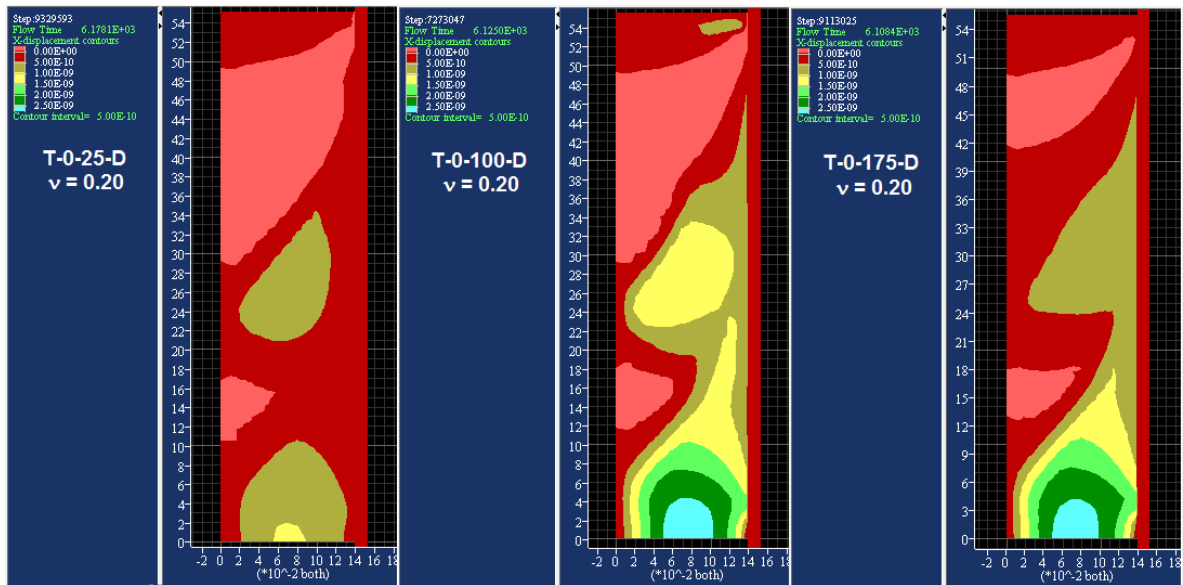 Step:9329593
Flow Time 6.1781E+03
X-displacement contours
0.00E+00
5.00E-10
1.00E-09
1.50E-09
2.00E-09
2.50E-09
Contour interval= 5.00E-10
T-0-25-D
ν = 0.20
54
52
50
48
46
44
42
40
38
36
34
32
30
28
26
24
22
20
18
16
14
12
10
8
6
4
2
0
-2 0 2 4 6 8 10 12 14 16 18
(*10^-2 both)
Step:7273047
Flow Time 6.1250E+03
X-displacement contours
0.00E+00
5.00E-10
1.00E-09
1.50E-09
2.00E-09
2.50E-09
Contour interval= 5.00E-10
T-0-100-D
ν = 0.20
54
52
50
48
46
44
42
40
38
36
34
32
30
28
26
24
22
20
18
16
14
12
10
8
6
4
2
0
-2 0 2 4 6 8 10 12 14 16 18
(*10^-2 both)
Step:9113025
Flow Time 6.1084E+03
X-displacement contours
0.00E+00
5.00E-10
1.00E-09
1.50E-09
2.00E-09
2.50E-09
Contour interval= 5.00E-10
T-0-175-D
ν = 0.20
54
51
48
45
42
39
36
33
30
27
24
21
18
15
12
9
6
3
0
-2 0 2 4 6 8 10 12 14 16 18
(*10^-2 both)